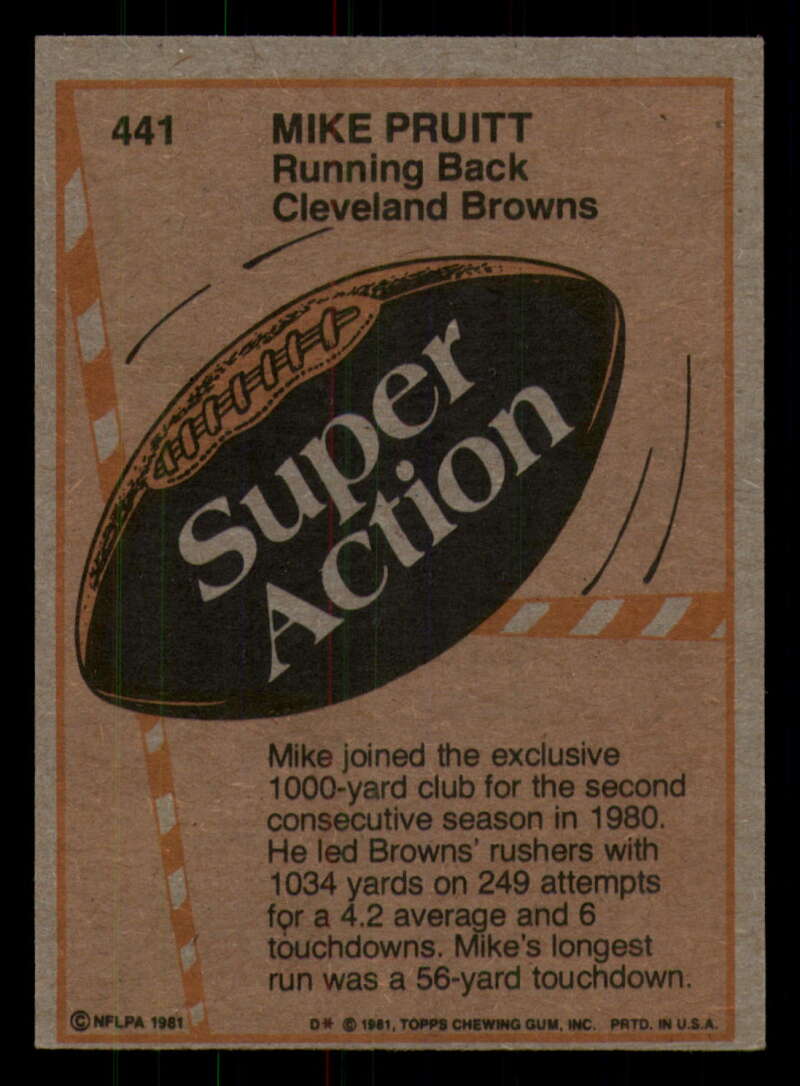 441
MIKE PRUITT
Running Back
Cleveland Browns
Super
Action
Mike joined the exclusive
1000-yard club for the second
consecutive season in 1980.
He led Browns' rushers with
1034 yards on 249 attempts
for a 4.2 average and 6
touchdowns. Mike's longest
run was a 56-yard touchdown.
© NFLPA 1981
D* © 1981, TOPPS CHEWING GUM, INC. PRTD. IN U.S.A.